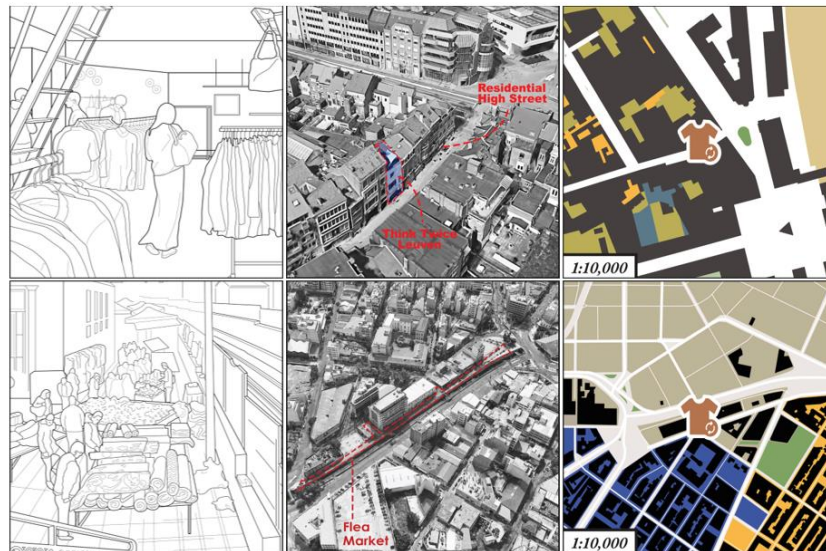 Residential
High Street
Think Twice
Leuven
1:10,000
Flea
Market
1:10,000